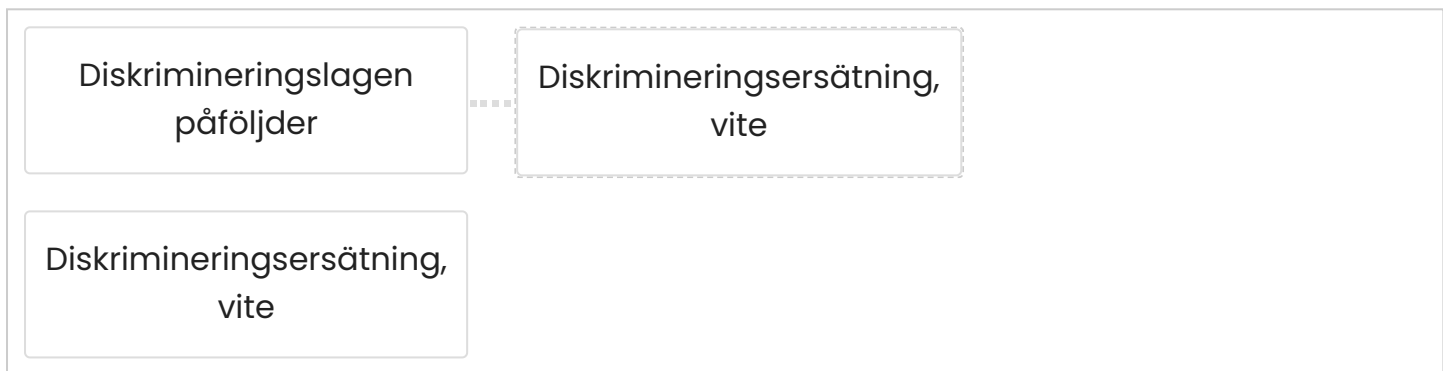 Diskrimineringslagen
påföljder
Diskrimineringsersätning,
vite
Diskrimineringsersätning,
vite